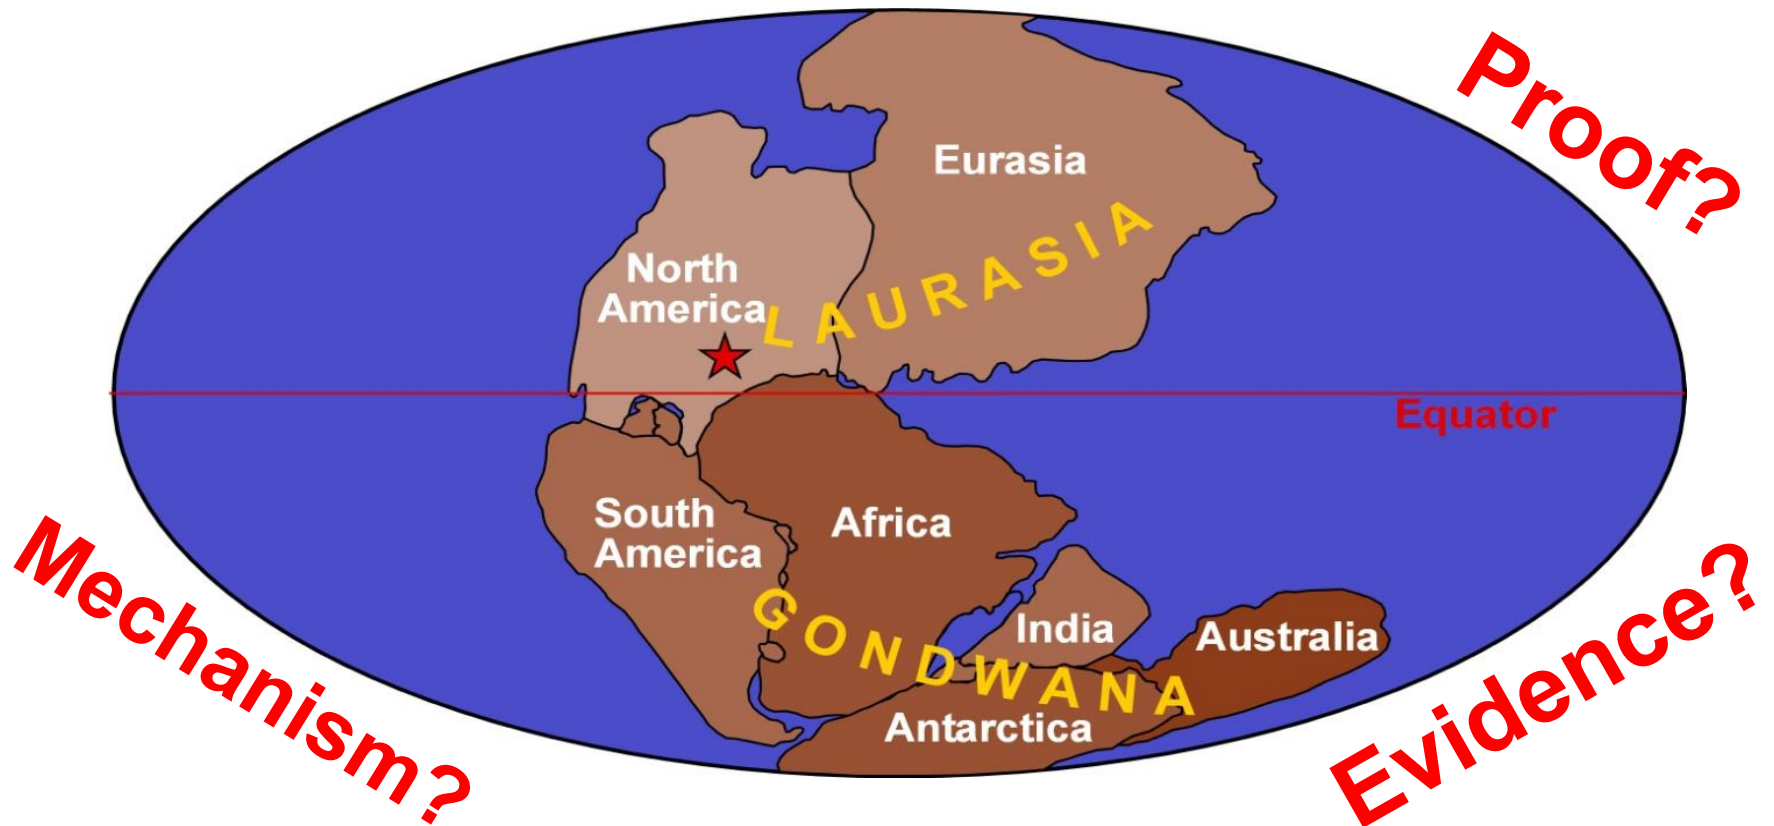 Proof?
Eurasia
LAURASIA
North
America
Equator
South
America
Africa
GONDWANA
India
Australia
Antarctica
Mechanism?
Evidence?